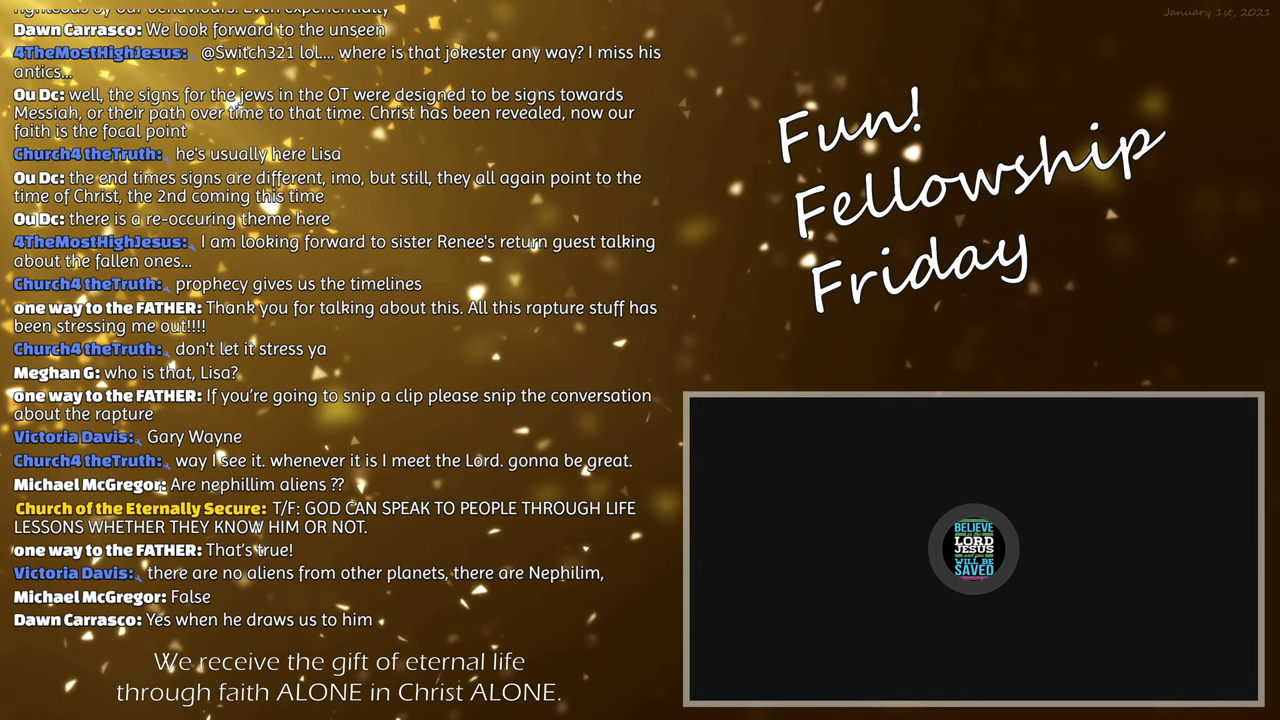 righteous by our behaviours. Even experientially
Dawn Carrasco: We look forward to the unseen
4TheMostHighJesus: @Switch321 lol.... where is that jokester any way? I miss his
antics...
Ou Dc: well, the signs for the jews in the OT were designed to be signs towards
Messiah, or their path over time to that time. Christ has been revealed, now our
faith is the focal point
Church4 theTruth: he's usually here Lisa
Ou Dc: the end times signs are different, imo, but still, they all again point to the
time of Christ, the 2nd coming this time
Ou Dc: there is a re-occuring theme here
4TheMostHighJesus: I am looking forward to sister Renee's return guest talking
about the fallen ones...
Church4 theTruth: prophecy gives us the timelines
one way to the FATHER: Thank you for talking about this. All this rapture stuff has
been stressing me out!!!!
Church4 theTruth: don't let it stress ya
Meghan G: who is that, Lisa?
one way to the FATHER: If you're going to snip a clip please snip the conversation
about the rapture
Victoria Davis: Gary Wayne
Church4 theTruth: way I see it. whenever it is I meet the Lord. gonna be great.
Michael McGregor: Are nephillim aliens ??
Church of the Eternally Secure: T/F: GOD CAN SPEAK TO PEOPLE THROUGH LIFE
LESSONS WHETHER THEY KNOW HIM OR NOT.
one way to the FATHER: That's true!
Victoria Davis: there are no aliens from other planets, there are Nephilim,
Michael McGregor: False
Dawn Carrasco: Yes when he draws us to him
We receive the gift of eternal life
through faith ALONE in Christ ALONE.
January 1st, 2021
Fun!
Fellowship
Friday
BELIEVE
LORD
JESUS
WILL BE
SAVED